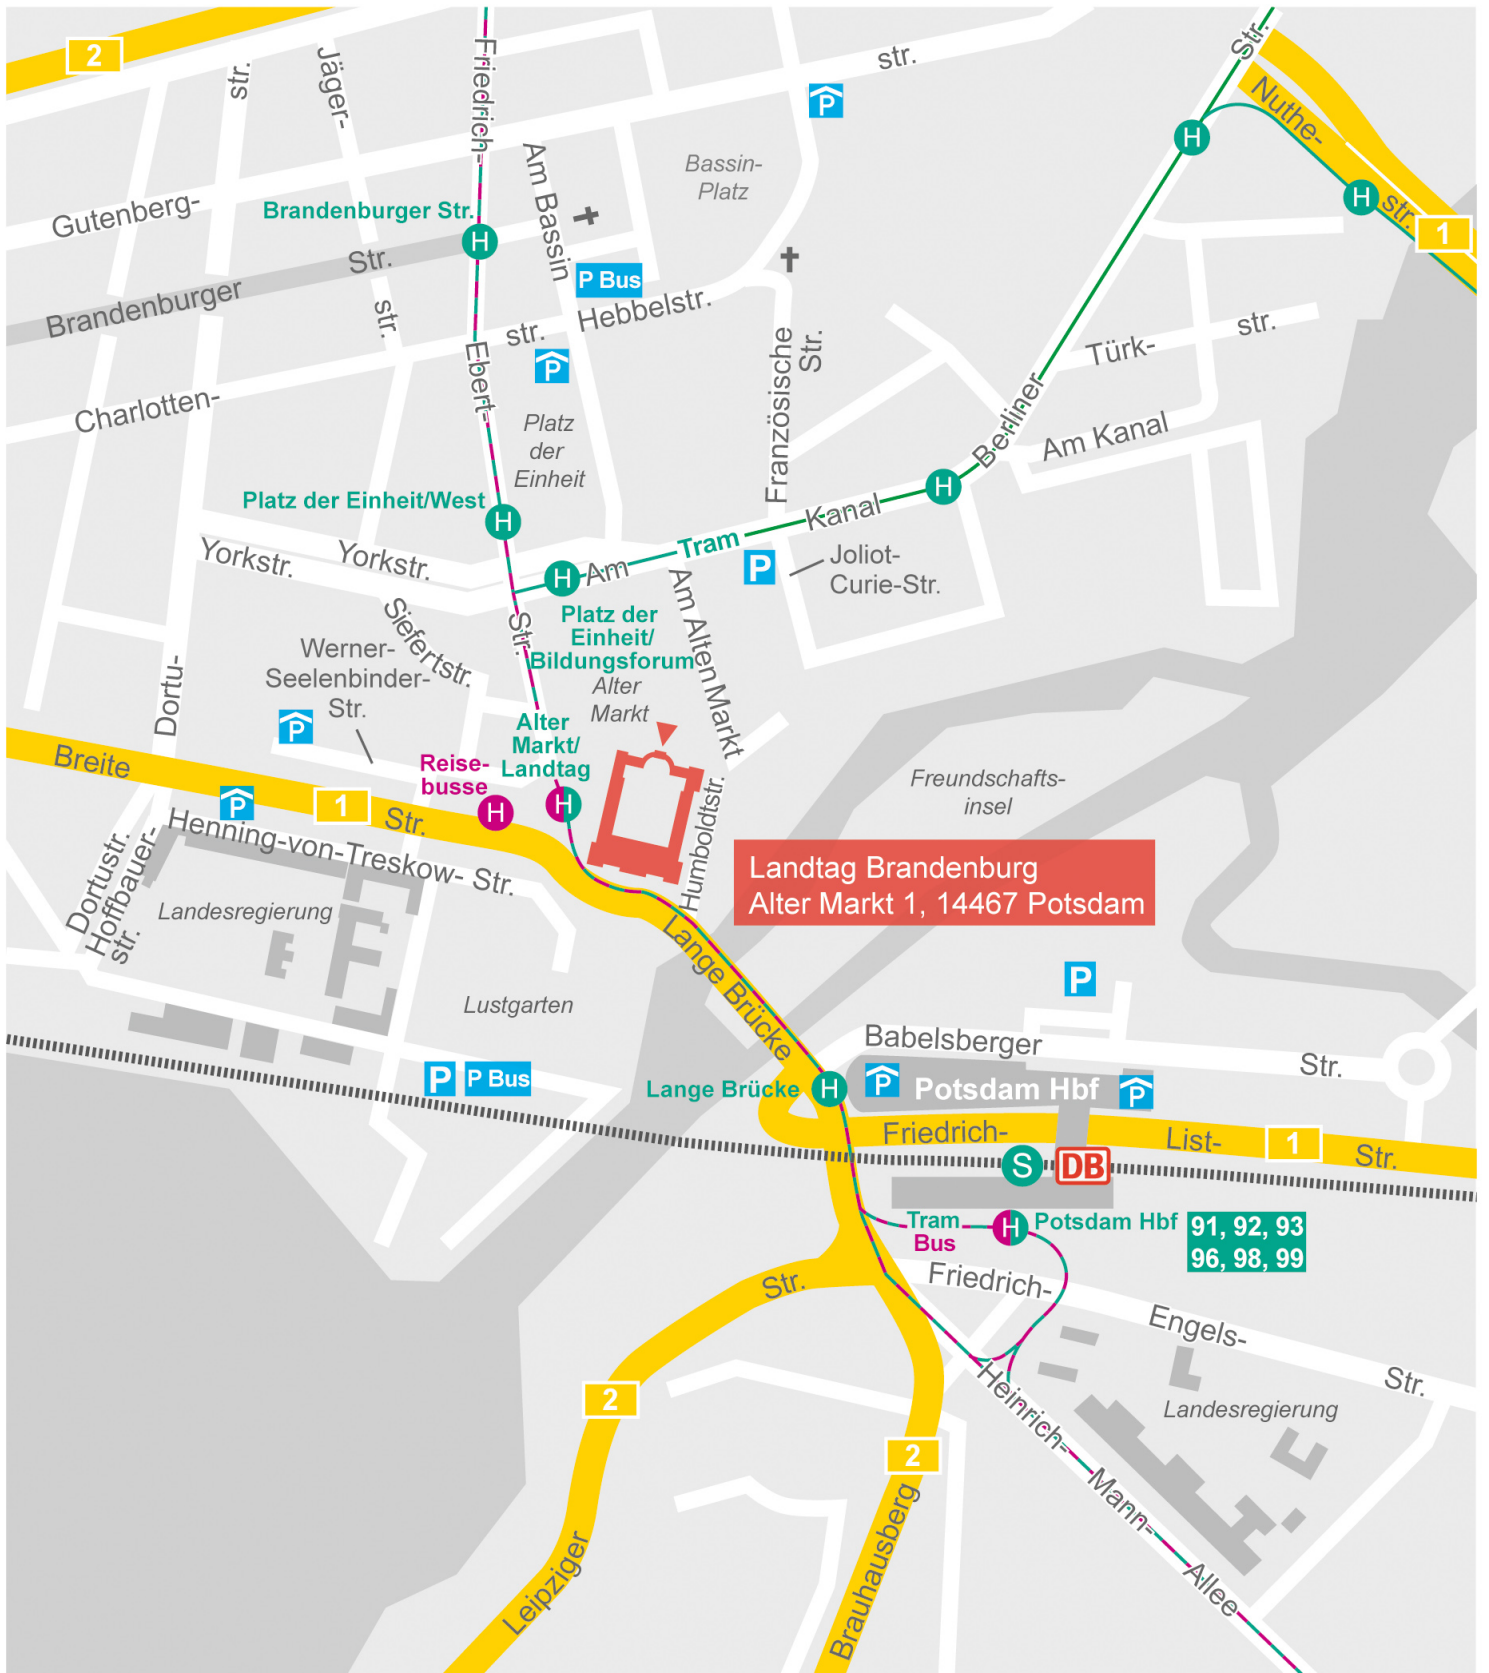 2
str.
Jäger-
Friedrich-
str.
P
Str.
Nuthe-
H
Am Bassin
Bassin-
Platz
Gutenberg-
Brandenburger Str.
H
H
str.
1
Str.
P Bus
Brandenburger
str.
str.
Hebbelstr.
Französische
Str.
Türk-
str.
P
Ebert-
Charlotten-
Platz
der
Einheit
Berliner
Am Kanal
Platz der Einheit/West
H
H
Kanal
Tram
Yorkstr.
Yorkstr.
H
Am
P
Joliot-
Curie-Str.
Siefertstr.
Str.
Platz der
Einheit/
Bildungsforum
Am Alten Markt
Werner-
Seelenbinder-
Str.
Dortu-
Alter
Markt
P
Alter
Markt/
Landtag
Breite
Reise-
busse
H
H
P
1
Str.
Humboldtstr.
Freundschafts-
insel
Henning-von-Treskow- Str.
Dortustr.
Hoffbauer-
str.
Landesregierung
Landtag Brandenburg
Alter Markt 1, 14467 Potsdam
Lange Brücke
Lustgarten
P
Babelsberger
Str.
P
P Bus
Lange Brücke
H
P
Potsdam Hbf
P
Friedrich-
List-
1
Str.
S
DB
Tram
Bus
H
Potsdam Hbf
91, 92, 93
96, 98, 99
Str.
Friedrich-
Engels-
Str.
2
Heinrich-
Landesregierung
2
Mann-
Allee
Leipziger
Brauhausberg